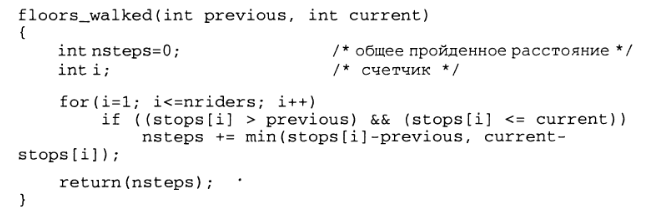 floors_walked(int previous, int current)
{
int nsteps=0; /* общее пройденное расстояние */
int i; /* счетчик */
for(i=1; i<=nriders; i++)
if ((stops[i] > previous) && (stops[i] <= current))
nsteps += min(stops[i]-previous, current-
stops[i]);
return(nsteps);
}